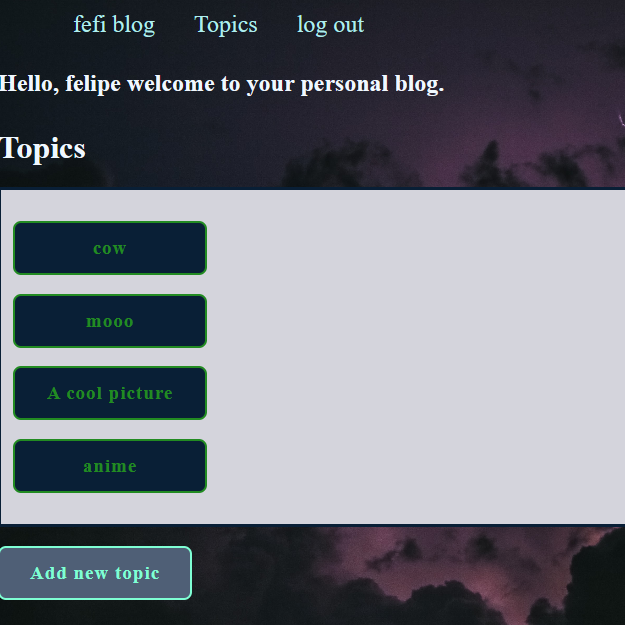 fefi blog Topics log out
Hello, felipe welcome to your personal blog.
Topics
cow
mooo
A cool picture
anime
Add new topic